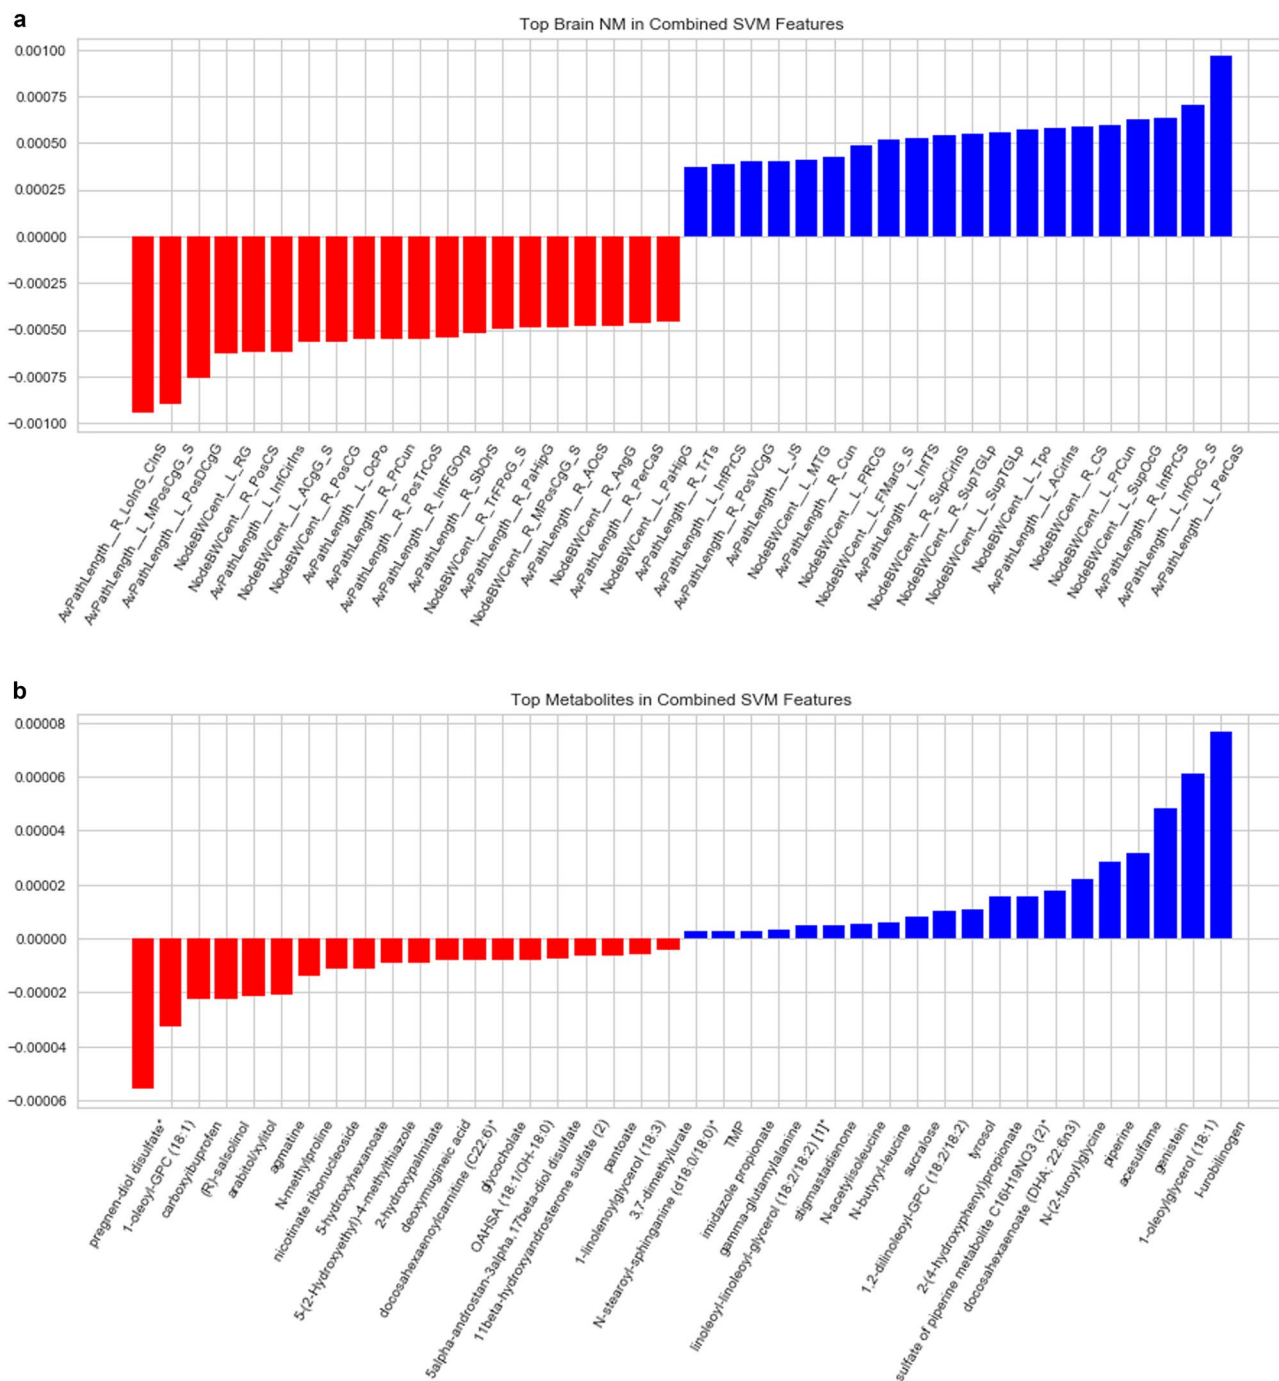 a
Top Brain NM in Combined SVM Features
0.00100
0.00075
0.00050
0.00025
0.00000
−0.00025
−0.00050
−0.00075
−0.00100
AvPathLength__R_LoInG_CInS
AvPathLength__L_MPosCgG_S
AvPathLength__L_PosDCgG
NodeBWCent__L_RG
NodeBWCent__R_PosCS
AvPathLength__L_InfCirIns
NodeBWCent__L_ACgG_S
NodeBWCent__R_PosCG
AvPathLength__L_OcPo
AvPathLength__R_PrCun
AvPathLength__R_PosTrCoS
AvPathLength__R_InfFGOrp
AvPathLength__R_SbOrS
NodeBWCent__R_TrFPoG_S
AvPathLength__R_PaHipG
NodeBWCent__R_MPosCgG_S
AvPathLength__R_AOcS
NodeBWCent__R_AngG
AvPathLength__R_PerCaS
NodeBWCent__L_PaHipG
AvPathLength__R_TrTs
AvPathLength__L_InfPrCS
AvPathLength__R_PosVCgG
AvPathLength__L_JS
NodeBWCent__L_MTG
AvPathLength__R_Cun
NodeBWCent__L_PRCG
NodeBWCent__L_FMarG_S
AvPathLength__L_InfTS
NodeBWCent__R_SupCirInS
NodeBWCent__R_SupTGLp
NodeBWCent__L_SupTGLp
NodeBWCent__L_Tpo
AvPathLength__L_ACirIns
NodeBWCent__R_CS
NodeBWCent__L_PrCun
NodeBWCent__L_SupOcG
AvPathLength__R_InfPrCS
AvPathLength__L_InfOcG_S
AvPathLength__L_PerCaS
b
Top Metabolites in Combined SVM Features
0.00008
0.00006
0.00004
0.00002
0.00000
−0.00002
−0.00004
−0.00006
pregnen-diol disulfate*
1-oleoyl-GPC (18:1)
carboxyibuprofen
(R)-salsolinol
arabitol/xylitol
agmatine
N-methylproline
nicotinate ribonucleoside
5-hydroxyhexanoate
5-(2-Hydroxyethyl)-4-methylthiazole
2-hydroxypalmitate
deoxymugineic acid
docosahexaenoylcarnitine (C22:6)*
glycocholate
OAHSA (18:1/OH-18:0)
5alpha-androstan-3alpha,17beta-diol disulfate
11beta-hydroxyandrosterone sulfate (2)
pantoate
1-linolenoylglycerol (18:3)
3,7-dimethylurate
N-stearoyl-sphinganine (d18:0/18:0)*
TMP
imidazole propionate
gamma-glutamylalanine
linoleoyl-linoleoyl-glycerol (18:2/18:2) [1]*
stigmastadienone
N-acetylisoleucine
N-butyryl-leucine
sucralose
1,2-dilinoleoyl-GPC (18:2/18:2)
tyrosol
2-(4-hydroxyphenyl)propionate
sulfate of piperine metabolite C16H19NO3 (2)*
docosahexaenoate (DHA; 22:6n3)
N-(2-furoyl)glycine
piperine
acesulfame
genistein
1-oleoylglycerol (18:1)
I-urobilinogen